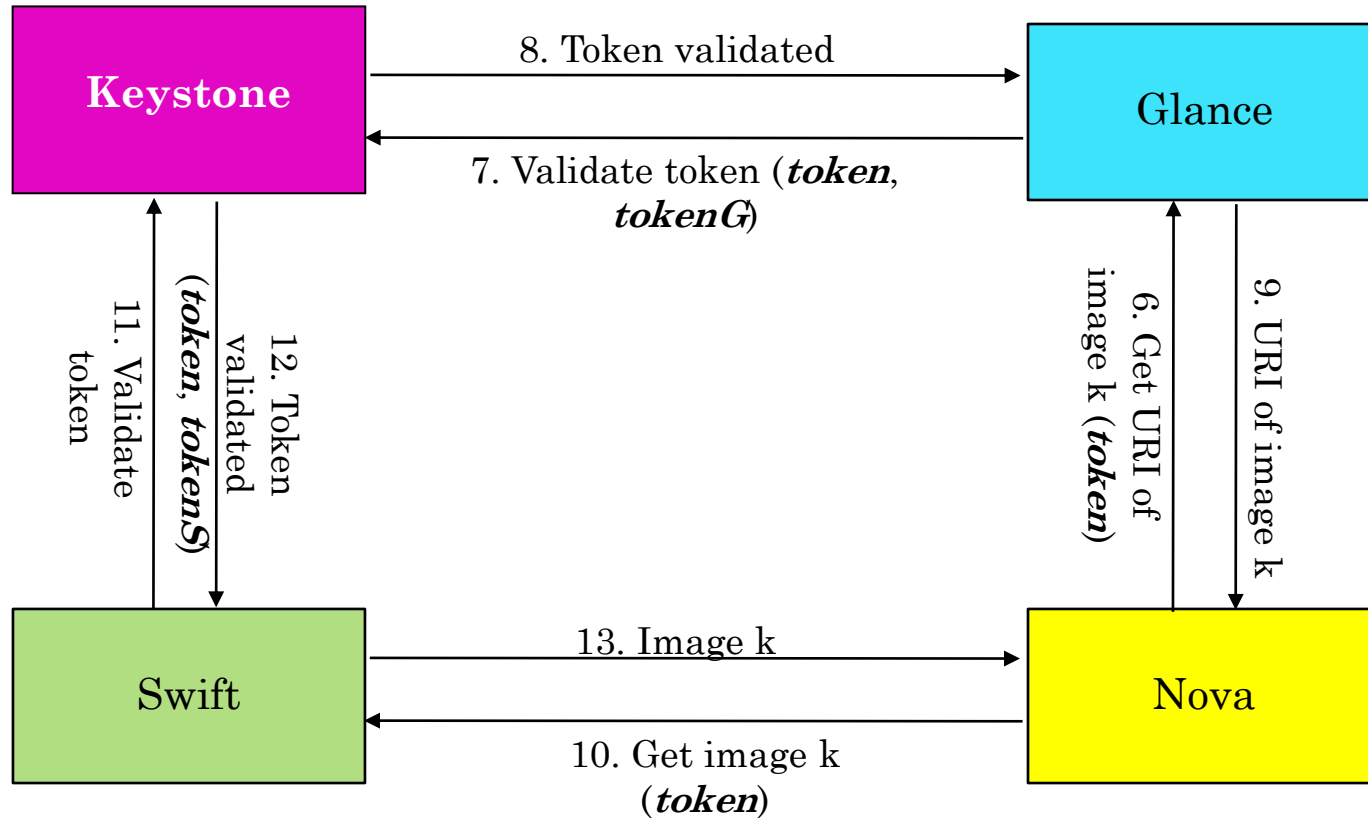 8. Token validated
Keystone
Glance
7. Validate token (token,
tokenG)
11. Validate
token
12. Token
validated
(token, tokenS)
6. Get URI of
image k (token)
9. URI of image k
13. Image k
Swift
Nova
10. Get image k
(token)